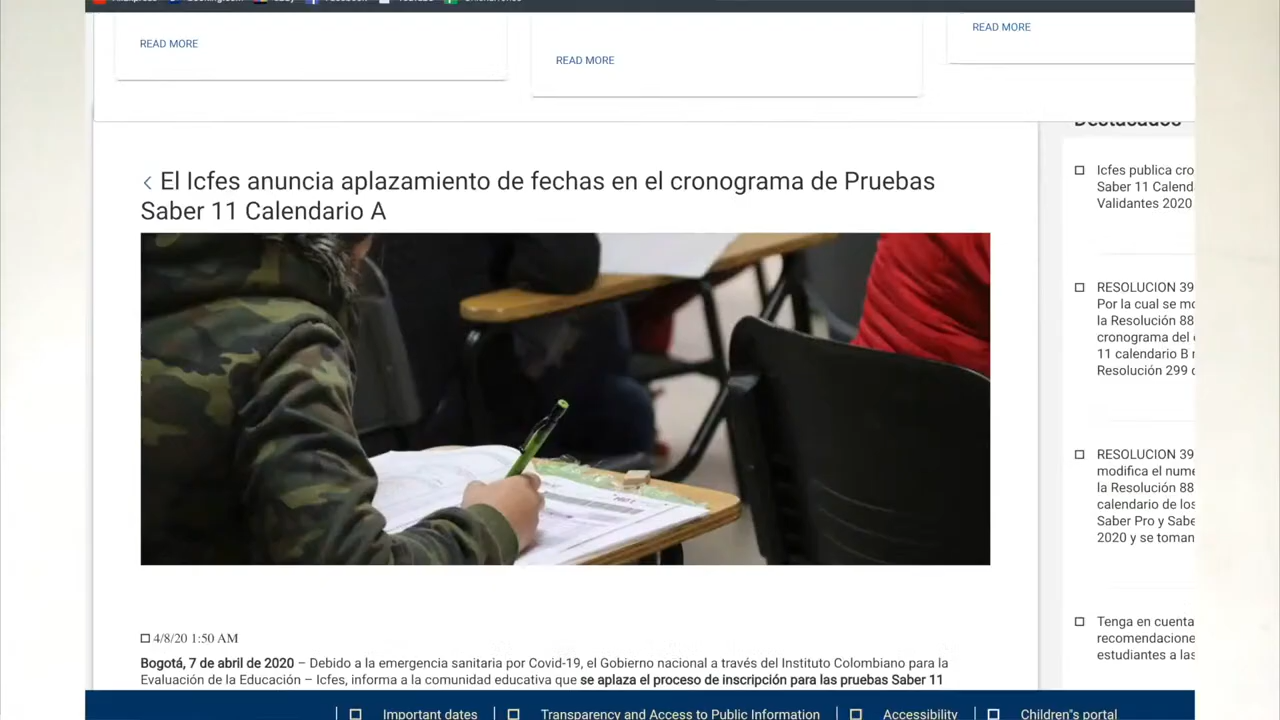 READ MORE
READ MORE
READ MORE
El Icfes anuncia aplazamiento de fechas en el cronograma de Pruebas
Saber 11 Calendario A
4/8/20 1:50 AM
Bogotá, 7 de abril de 2020 – Debido a la emergencia sanitaria por Covid-19, el Gobierno nacional a través del Instituto Colombiano para la
Evaluación de la Educación – Icfes, informa a la comunidad educativa que se aplaza el proceso de inscripción para las pruebas Saber 11
Destacados
Icfes publica cro
Saber 11 Calend
Validantes 2020
RESOLUCION 39
Por la cual se mo
la Resolución 88
cronograma del
11 calendario B
Resolución 299
RESOLUCION 39
modifica el nume
la Resolución 88
calendario de los
Saber Pro y Sabe
2020 y se toman
Tenga en cuenta
recomendacione
estudiantes a las
Important dates
Transparency and Access to Public Information
Accessibility
Children"s portal